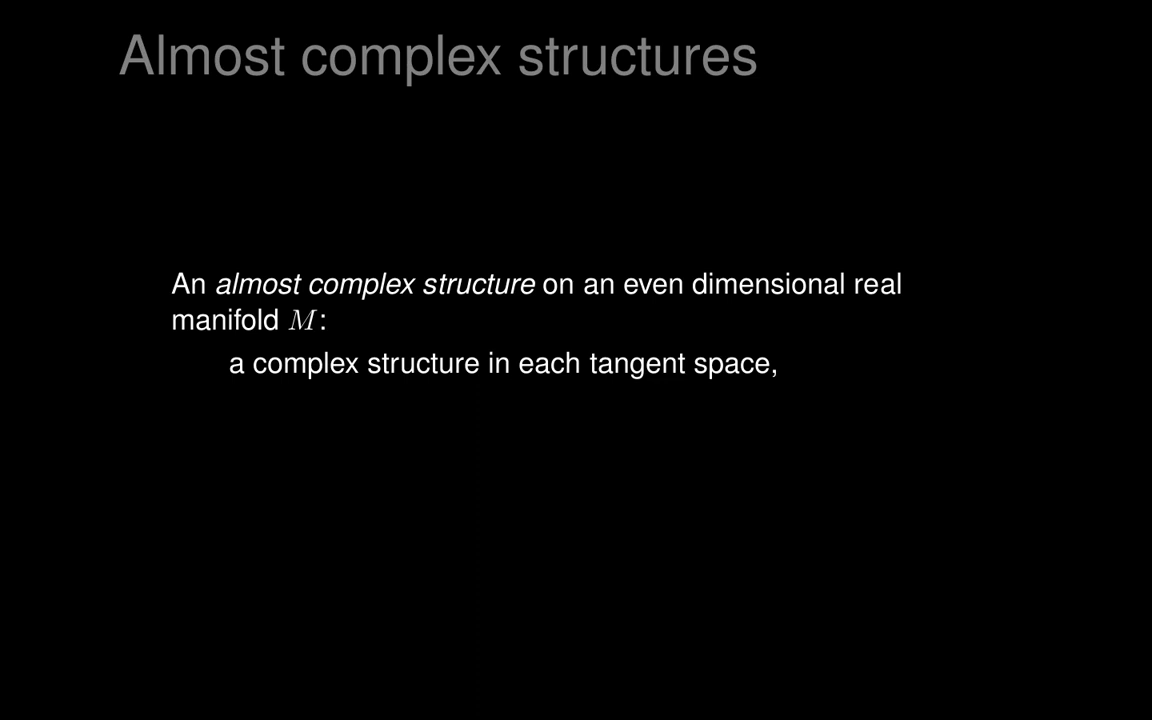 Almost complex structures
An almost complex structure on an even dimensional real
manifold M:
a complex structure in each tangent space,